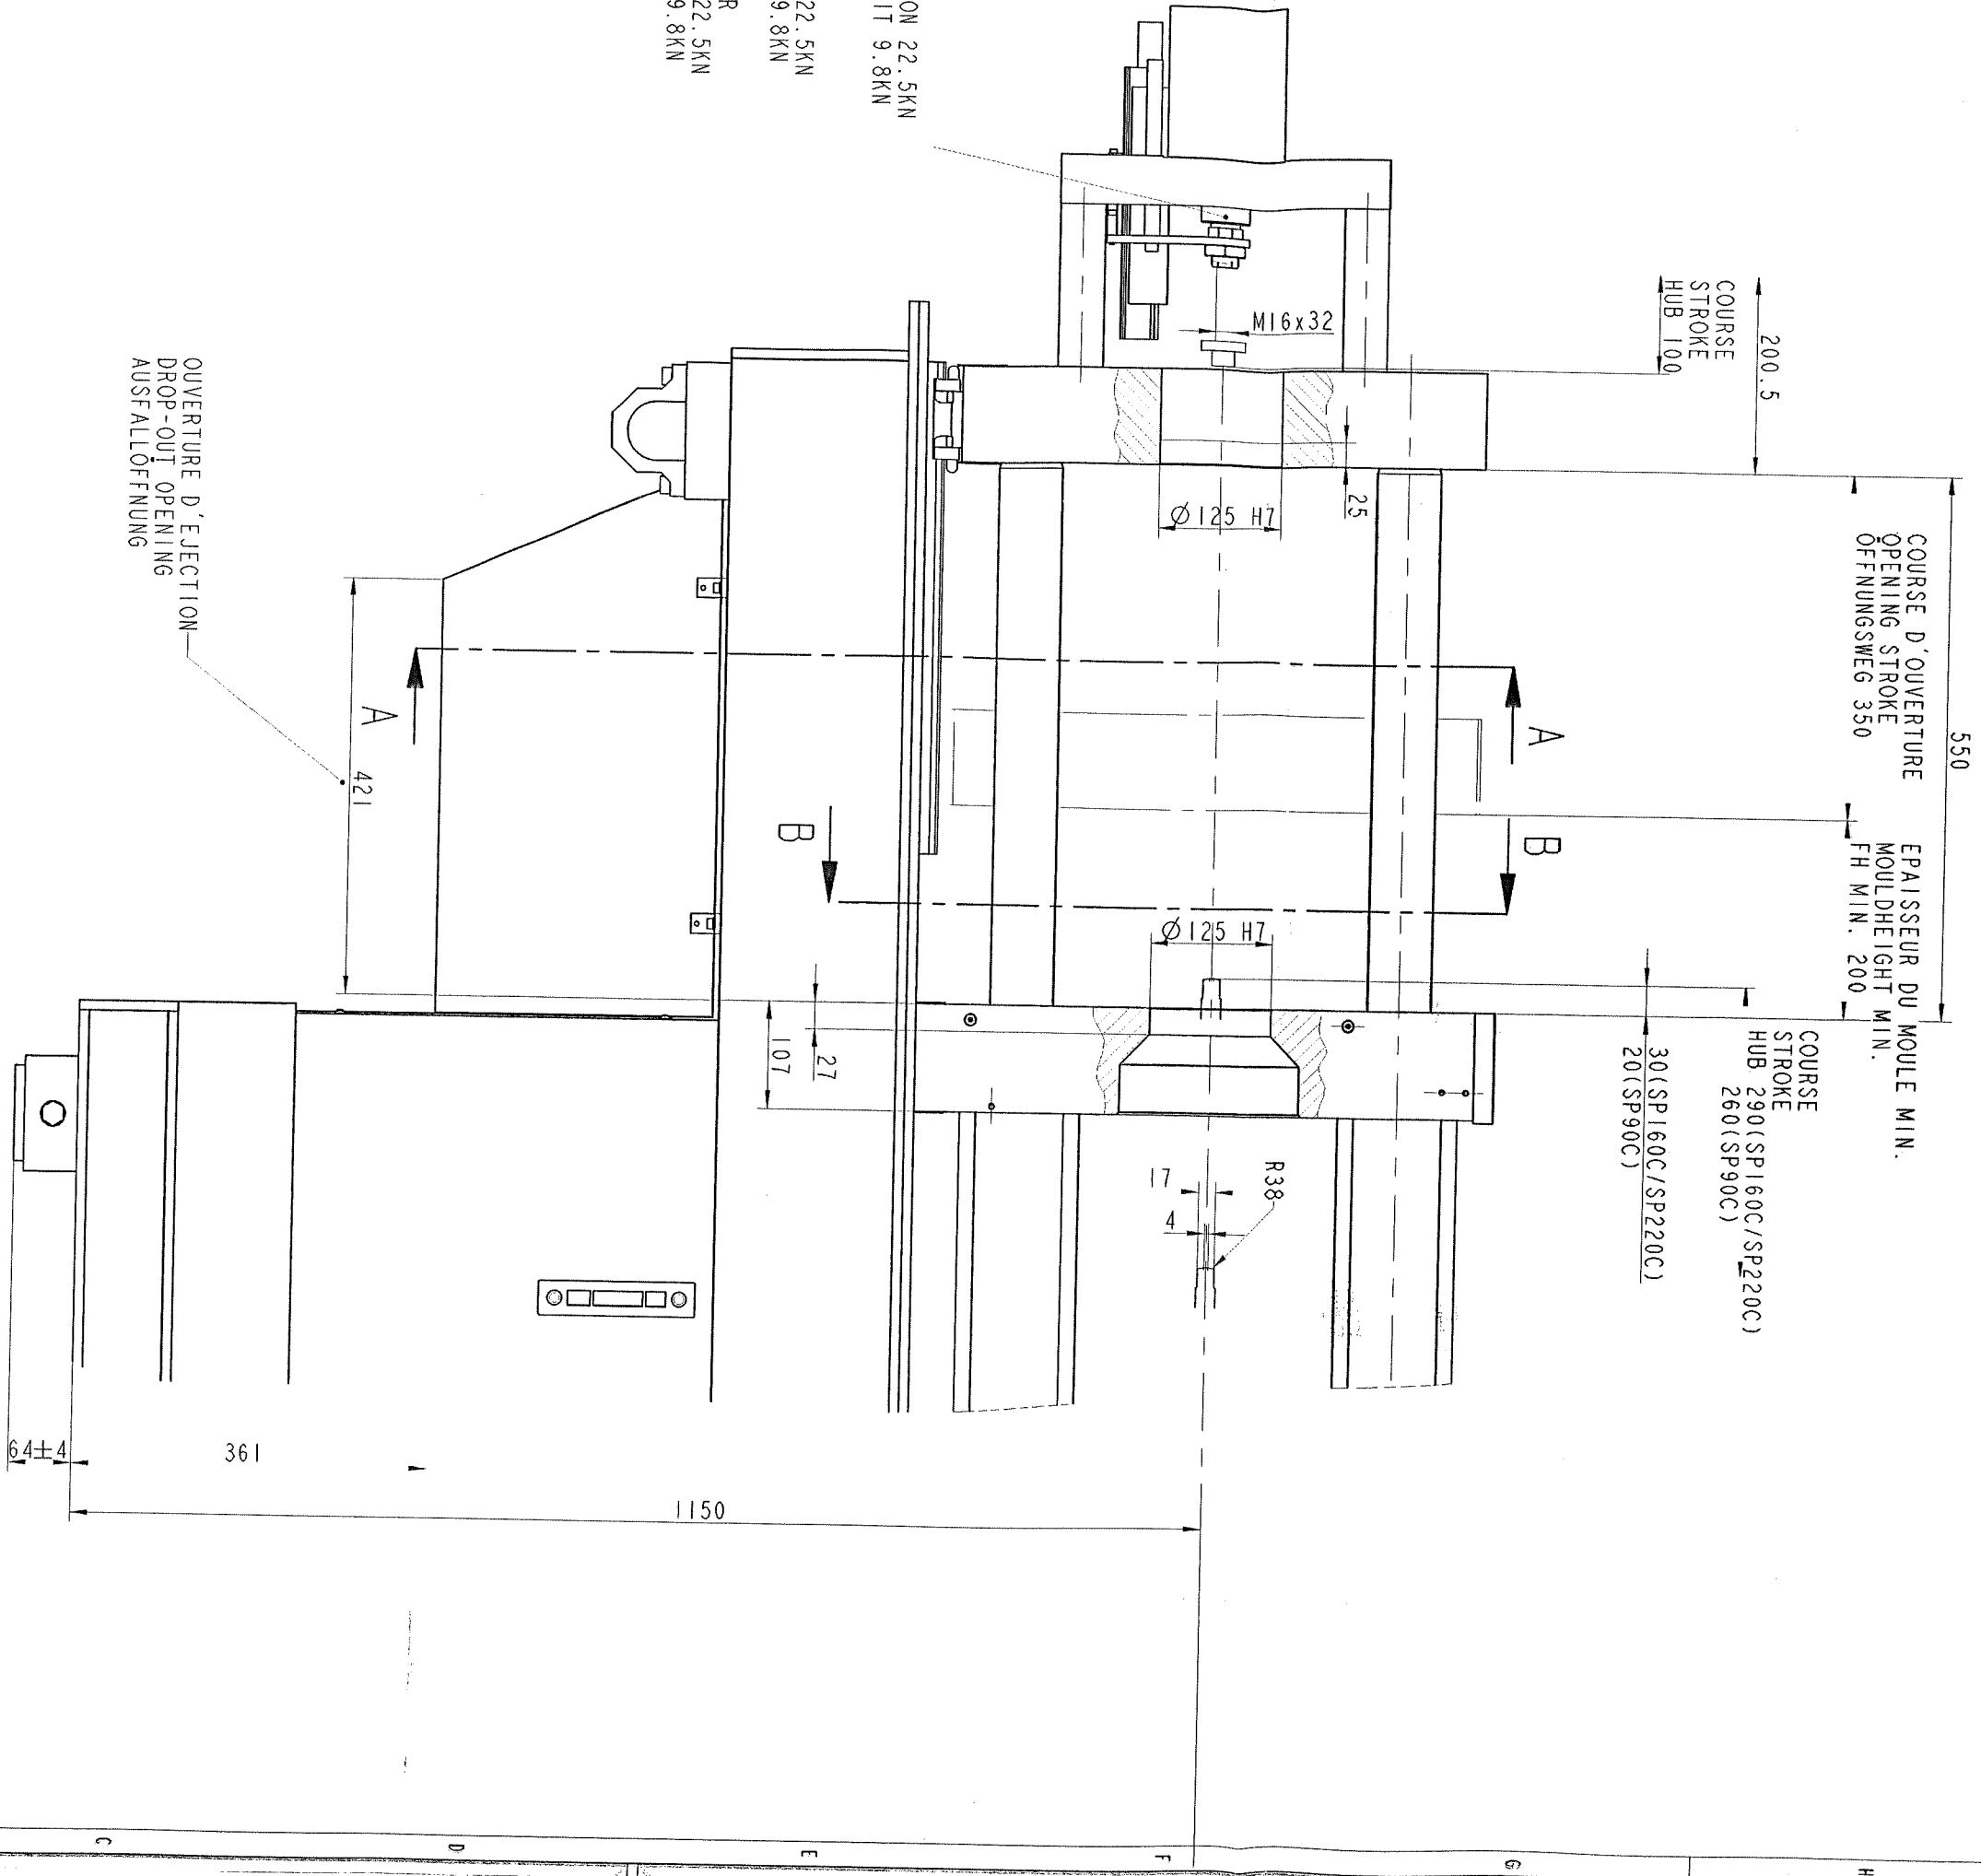 550
COURSE D'OUVERTURE
OPENING STROKE
ÖFFNUNGSWEG 350
EPAISSEUR DU MOULE MIN.
MOULDHEIGHT MIN.
FH MIN. 200
200.5
COURSE
STROKE
HUB 100
COURSE
STROKE
HUB 290(SP160C/SP220C)
260(SP90C)
30(SP160C/SP220C)
20(SP90C)
M16x32
25
Ø125 H7
Ø125 H7
A
B
A
B
27
107
R38
17
4
ON 22.5KN
IT 9.8KN
22.5KN
9.8KN
R
22.5KN
9.8KN
421
OUVERTURE D'EJECTION
DROP-OUT OPENING
AUSFALLÖFFNUNG
64±4
361
1150
C
D
E
F
G
H